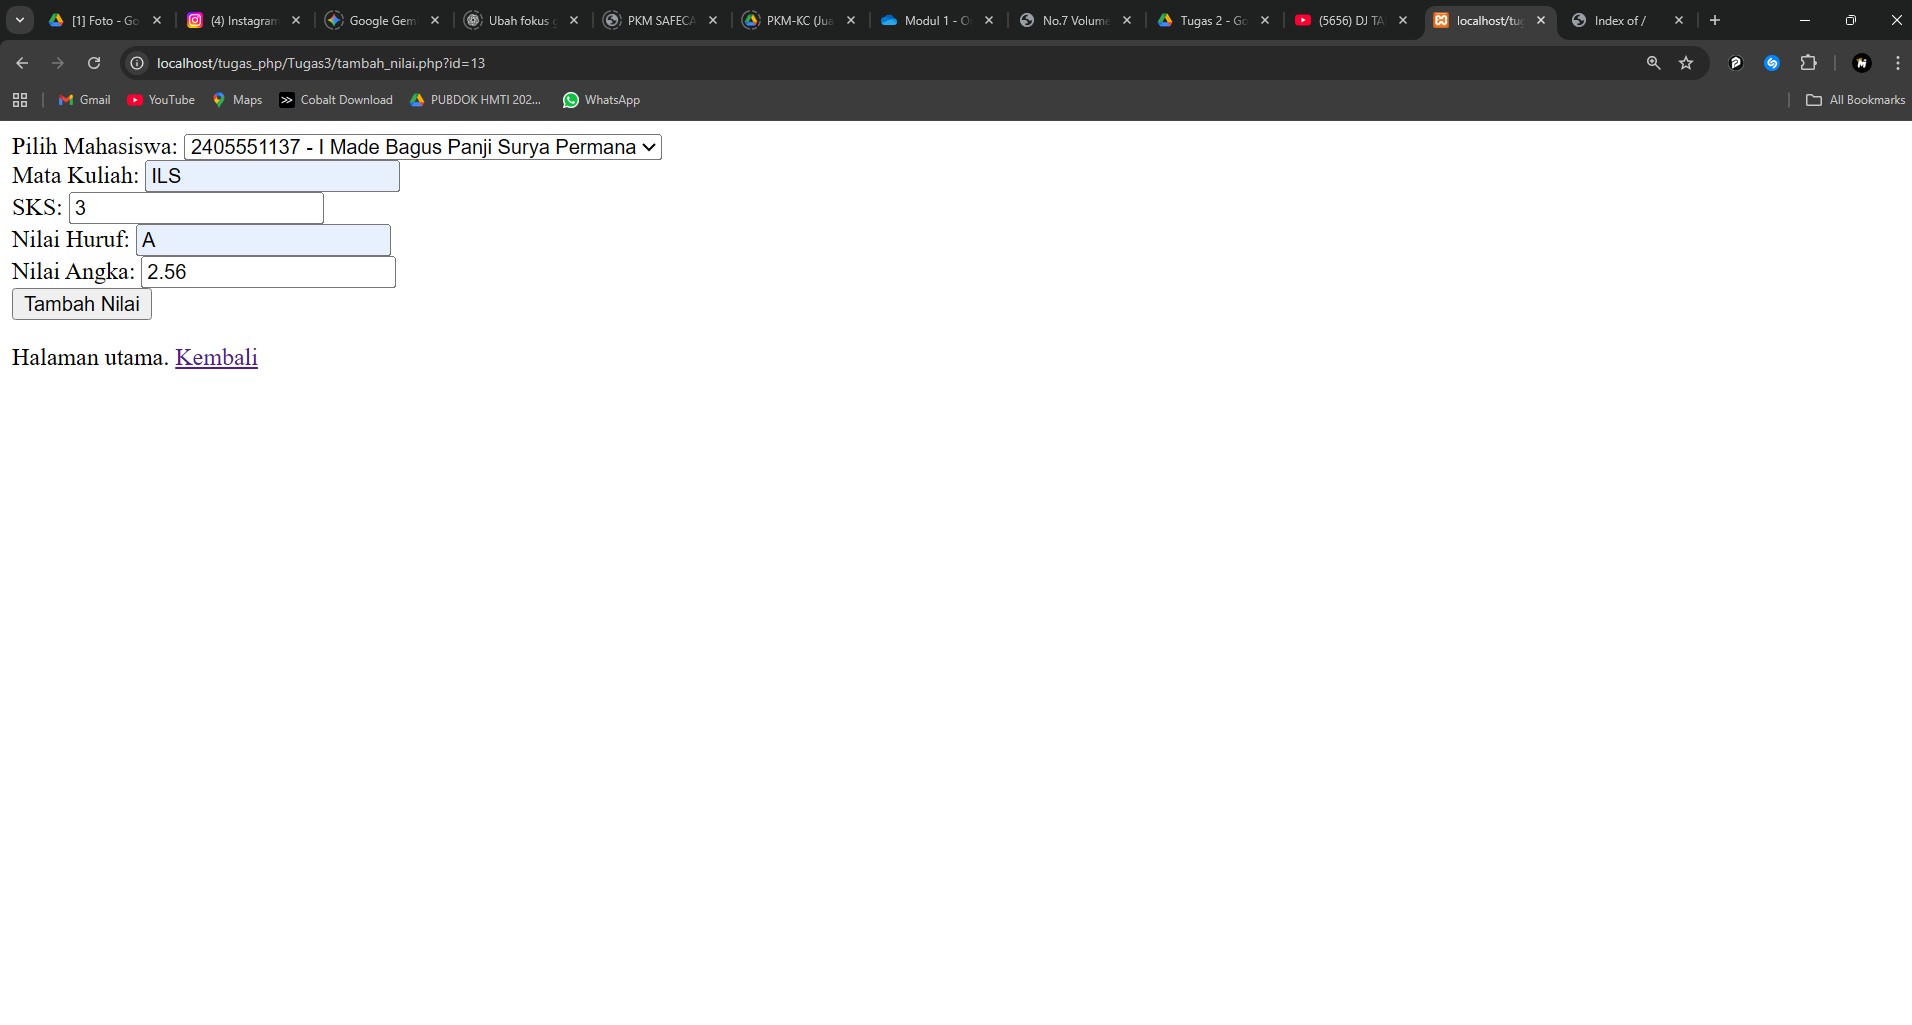 [1] Foto - Go
(4) Instagram
Google Gem
Ubah fokus g
PKM SAFECA
PKM-KC (Jua
Modul 1 - O
No.7 Volume
Tugas 2 - Go
(5656) DJ TA
localhost/tug
Index of /
localhost/tugas_php/Tugas3/tambah_nilai.php?id=13
Gmail
YouTube
Maps
Cobalt Download
PUBDOK HMTI 202...
WhatsApp
All Bookmarks
Pilih Mahasiswa: 2405551137 - I Made Bagus Panji Surya Permana
Mata Kuliah: ILS
SKS: 3
Nilai Huruf: A
Nilai Angka: 2.56
Tambah Nilai
Halaman utama. Kembali